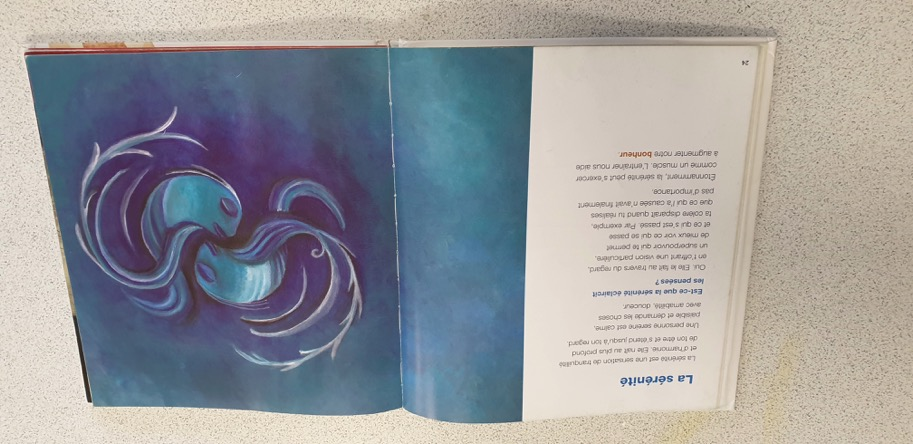 La sérénité
La sérénité est une sensation de tranquillité
et d'harmonie. Elle naît au plus profond
de ton être et s'étend jusqu'à ton regard.
Une personne sereine est calme,
paisible et demande les choses
avec amabilité, douceur.
Est-ce que la sérénité éclaircit
les pensées ?
Oui. Elle le fait au travers du regard,
en t'offrant une vision particulière,
un superpouvoir qui te permet
de mieux voir ce qui se passe
et ce qui s'est passé. Par exemple,
ta colère disparaît quand tu réalises
que ce qui l'a causée n'avait finalement
pas d'importance.
Étonnamment, la sérénité peut s'exercer
comme un muscle. L'entraîner nous aide
à augmenter notre bonheur.
24